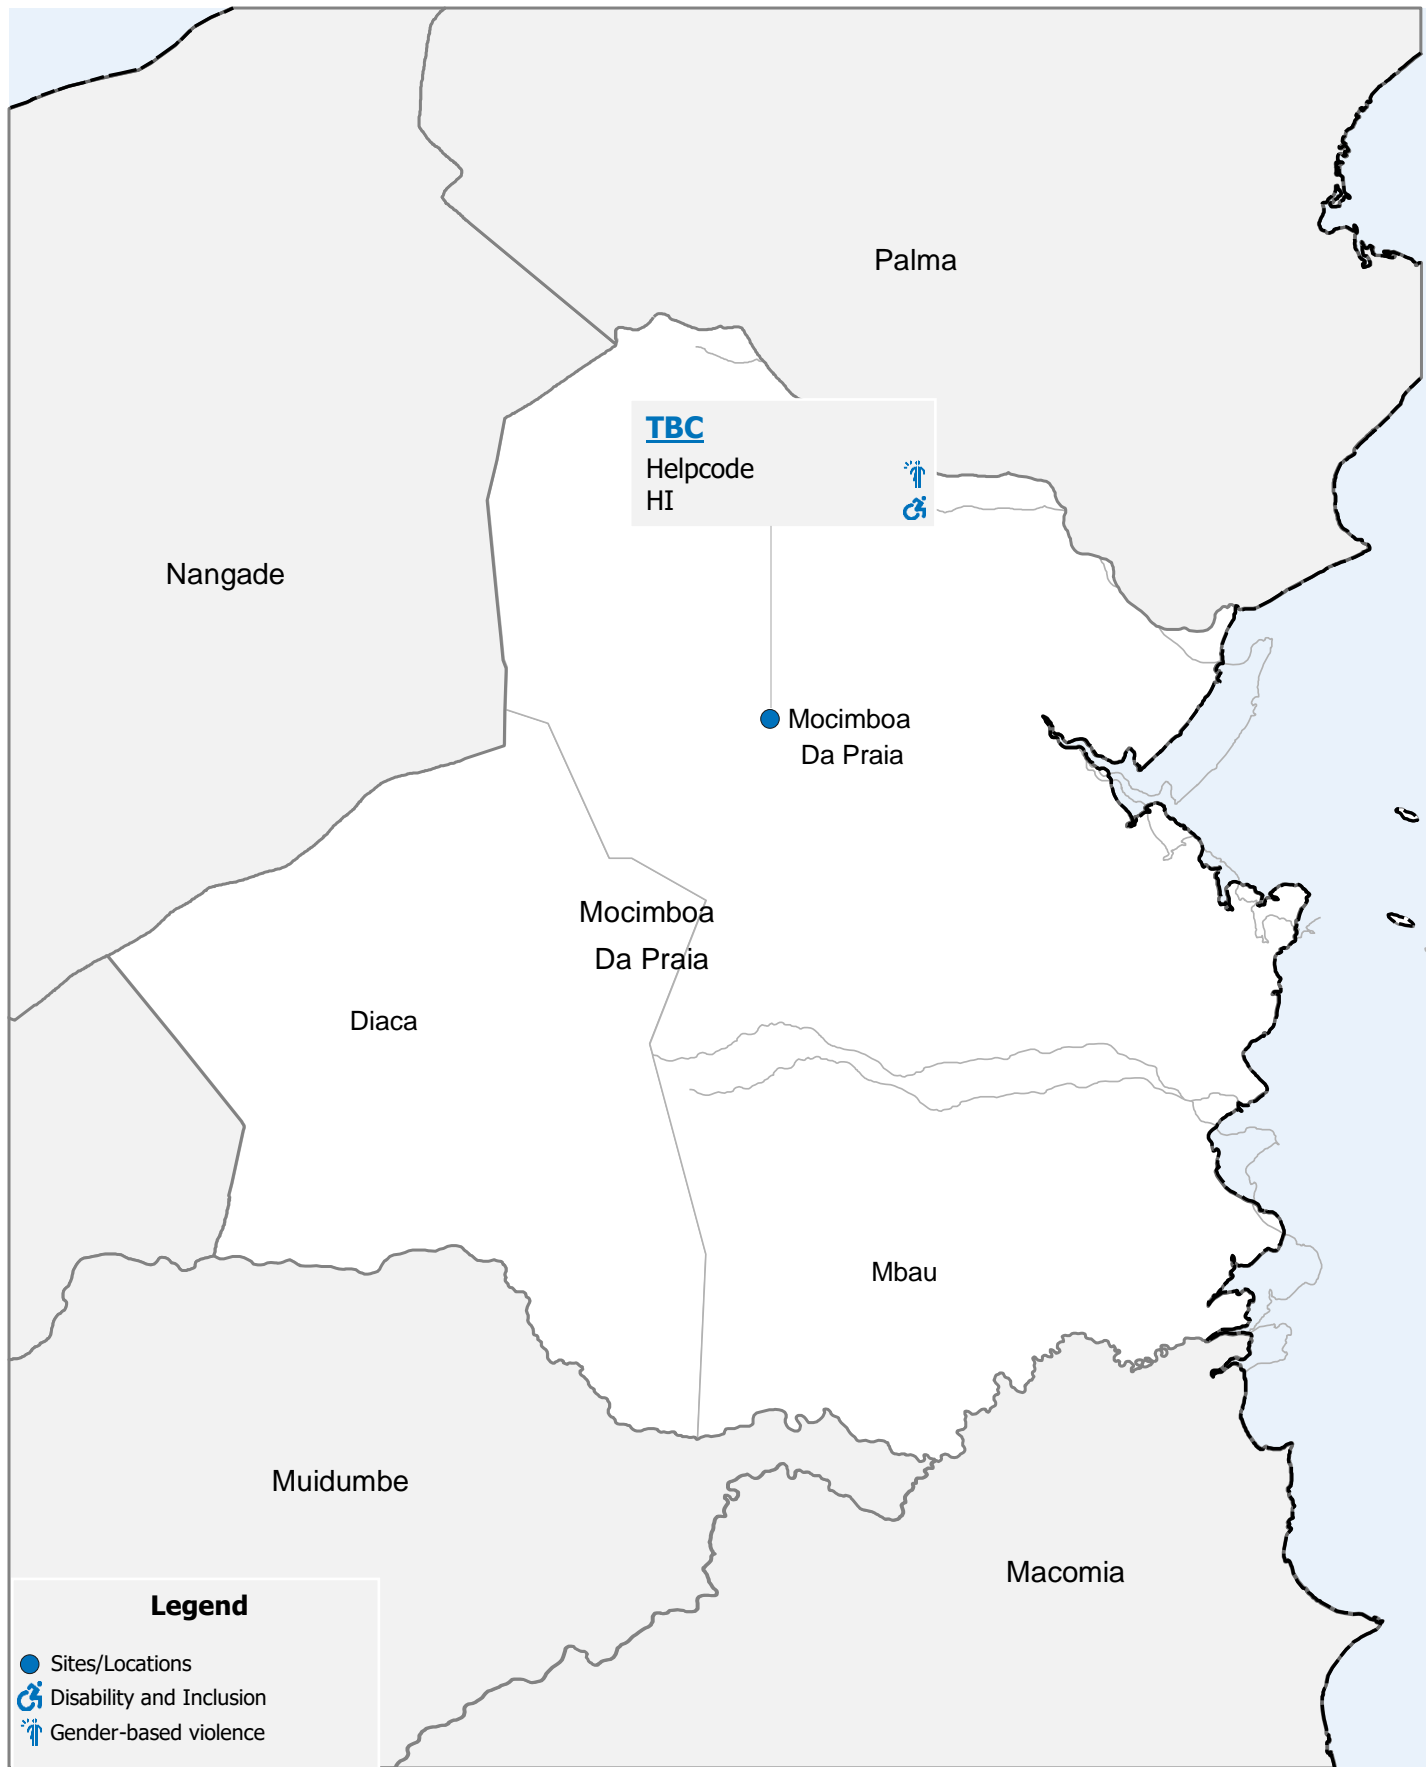 Palma
TBC
Helpcode
HI
Nangade
Mocimboa
Da Praia
Mocimboa
Da Praia
Diaca
Mbau
Muidumbe
Macomia
Legend
Sites/Locations
Disability and Inclusion
Gender-based violence